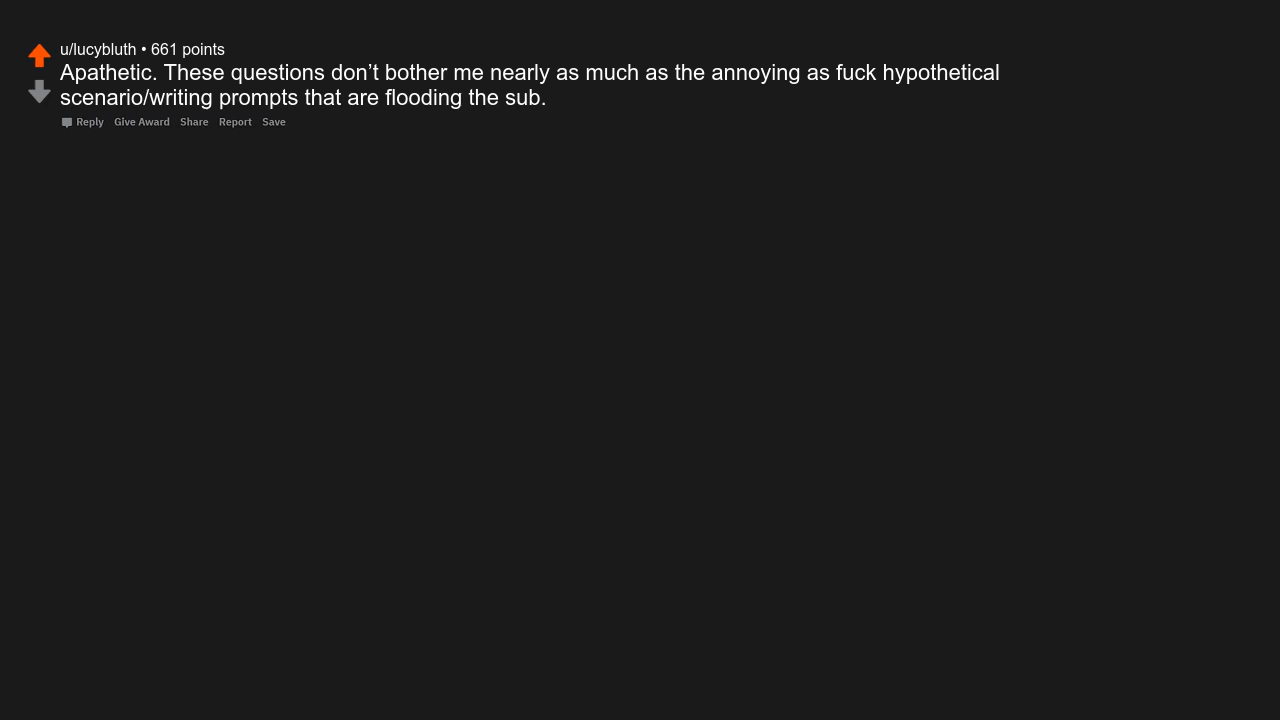 u/lucybluth • 661 points
Apathetic. These questions don’t bother me nearly as much as the annoying as fuck hypothetical
scenario/writing prompts that are flooding the sub.
Reply Give Award Share Report Save